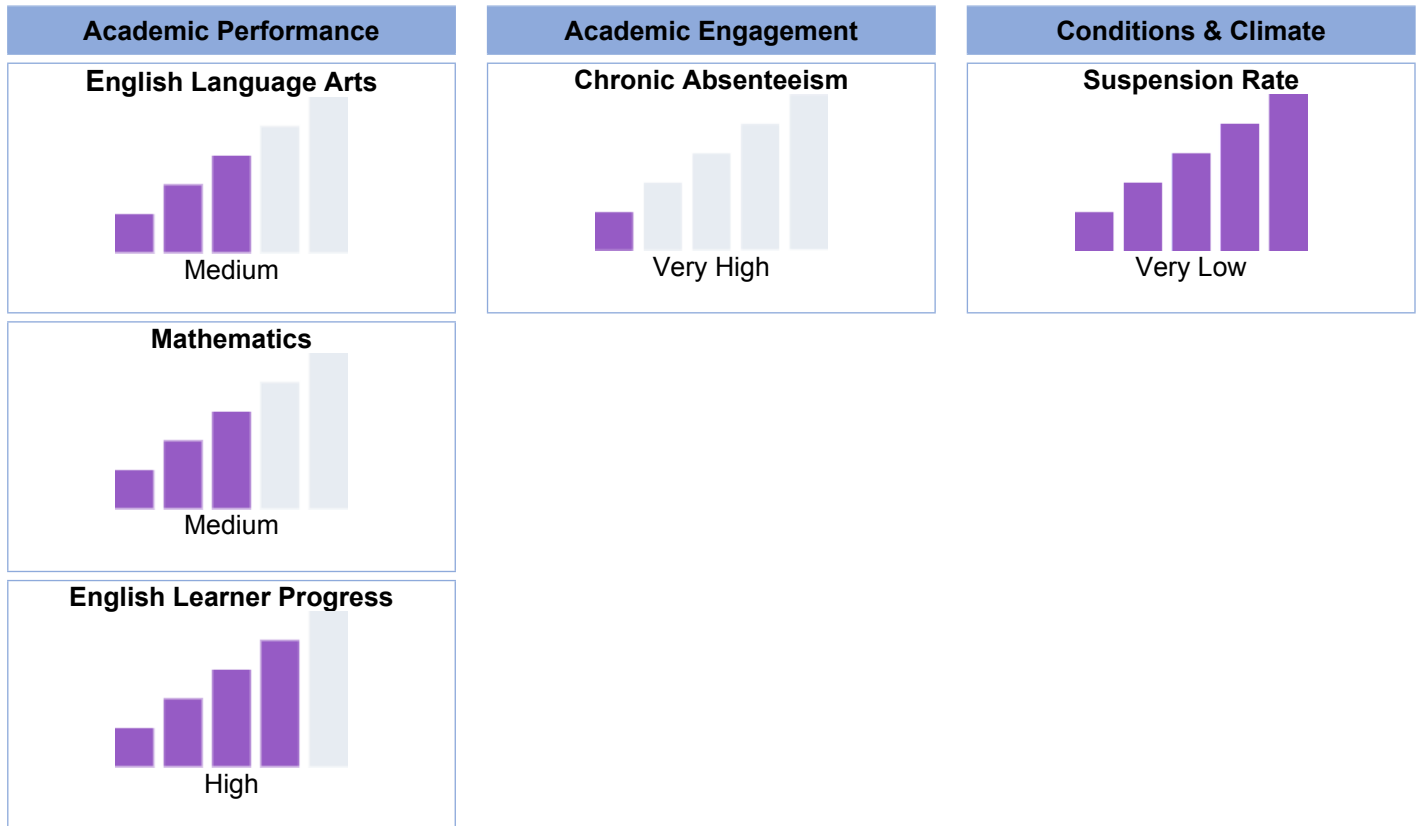 Academic Performance
English Language Arts
Medium
Mathematics
Medium
English Learner Progress
High
Academic Engagement
Chronic Absenteeism
Very High
Conditions & Climate
Suspension Rate
Very Low